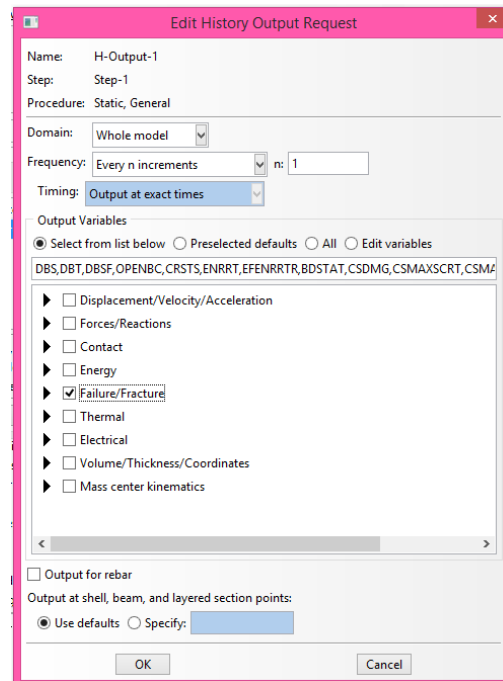 Edit History Output Request
Name: H-Output-1
Step: Step-1
Procedure: Static, General
Domain: Whole model
Frequency: Every n increments n: 1
Timing: Output at exact times
Output Variables
Select from list below Preselected defaults All Edit variables
DBS,DBT,DBSF,OPENBC,CRSTS,ENRRT,EFENRRTR,BDSTAT,CSDMG,CSMAXSCRT,CSMA
Displacement/Velocity/Acceleration
Forces/Reactions
Contact
Energy
Failure/Fracture
Thermal
Electrical
Volume/Thickness/Coordinates
Mass center kinematics
Output for rebar
Output at shell, beam, and layered section points:
Use defaults Specify:
OK Cancel